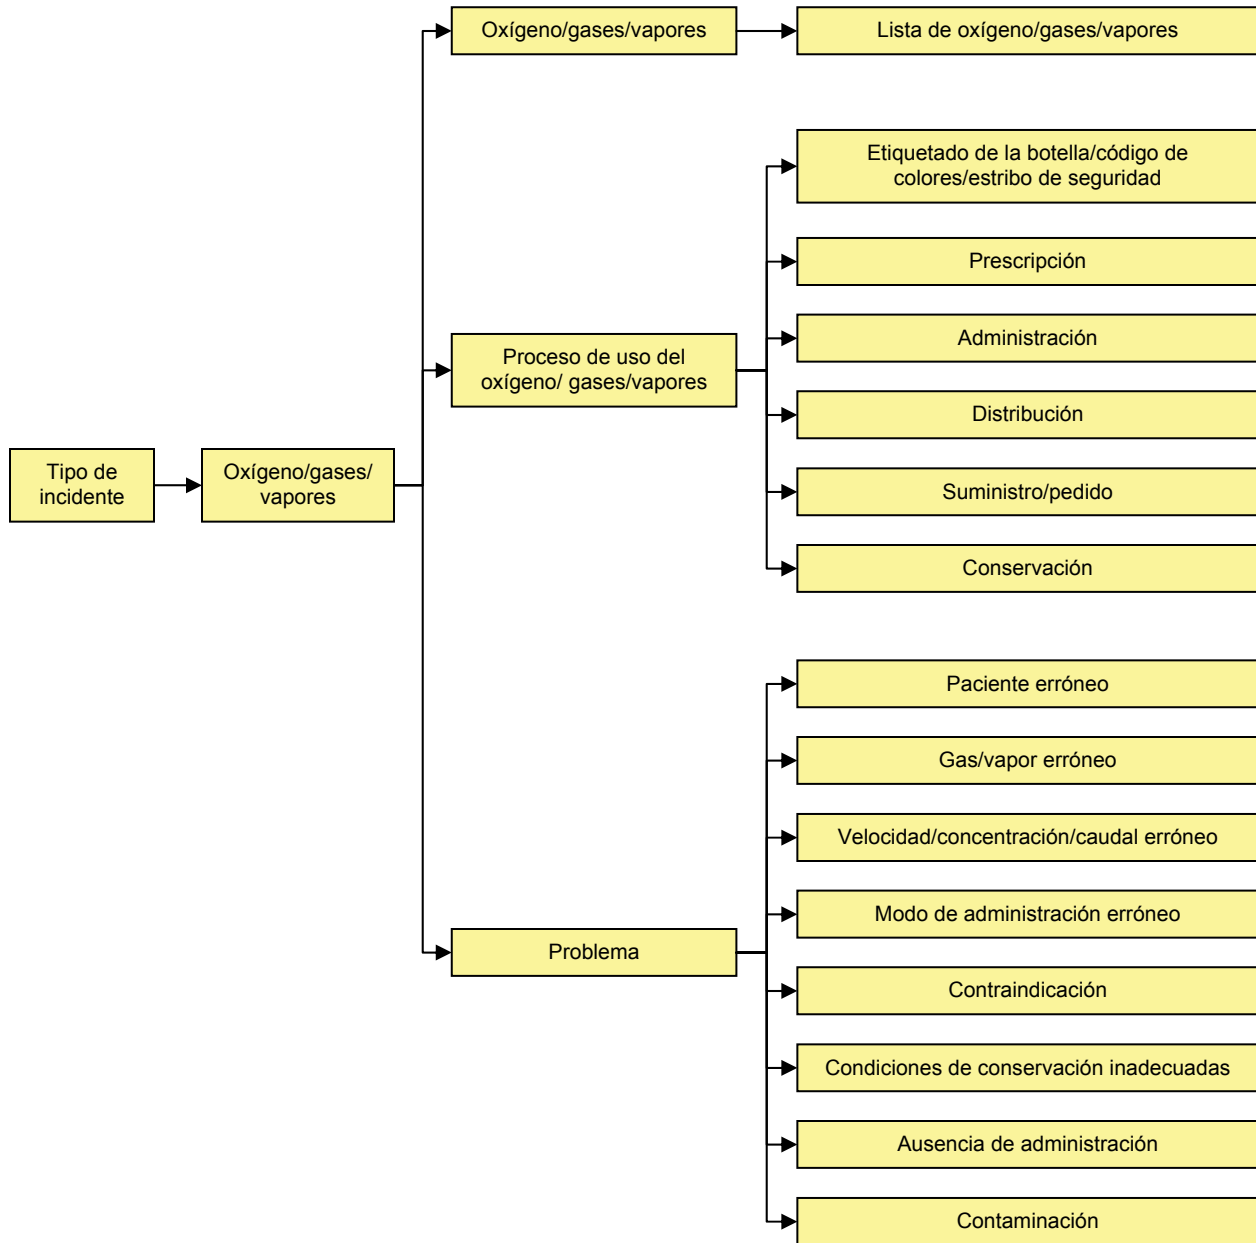 Oxígeno/gases/vapores
Lista de oxígeno/gases/vapores
Etiquetado de la botella/código de
colores/estribo de seguridad
Prescripción
Proceso de uso del
oxígeno/ gases/vapores
Administración
Distribución
Tipo de
incidente
Oxígeno/gases/
vapores
Suministro/pedido
Conservación
Paciente erróneo
Gas/vapor erróneo
Velocidad/concentración/caudal erróneo
Modo de administración erróneo
Problema
Contraindicación
Condiciones de conservación inadecuadas
Ausencia de administración
Contaminación